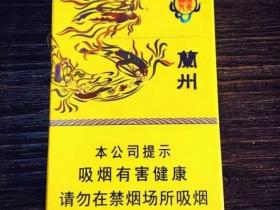 兰州
本公司提示
吸烟有害健康
请勿在禁烟场所吸烟